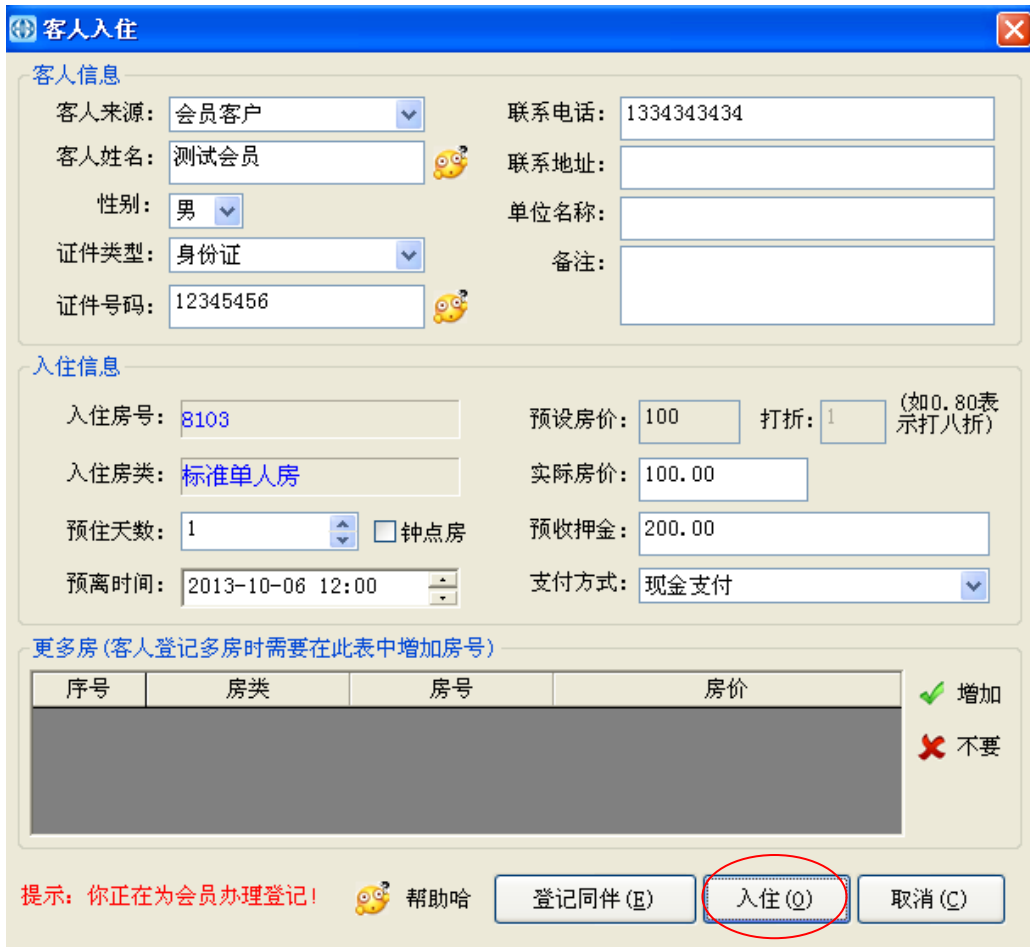 客人入住
客人信息
客人来源： 会员客户
联系电话： 1334343434
客人姓名： 测试会员
联系地址：
性别： 男
单位名称：
证件类型： 身份证
备注：
证件号码： 12345456
入住信息
入住房号： 8103
预设房价： 100 打折： 1 (如0.80表
示打八折)
入住房类： 标准单人房
实际房价： 100.00
预住天数： 1 钟点房
预收押金： 200.00
预离时间： 2013-10-06 12:00
支付方式： 现金支付
更多房(客人登记多房时需要在此表中增加房号)
序号 房类 房号 房价
增加
不要
提示：你正在为会员办理登记! 帮助哈 登记同伴(E) 入住(O) 取消(C)